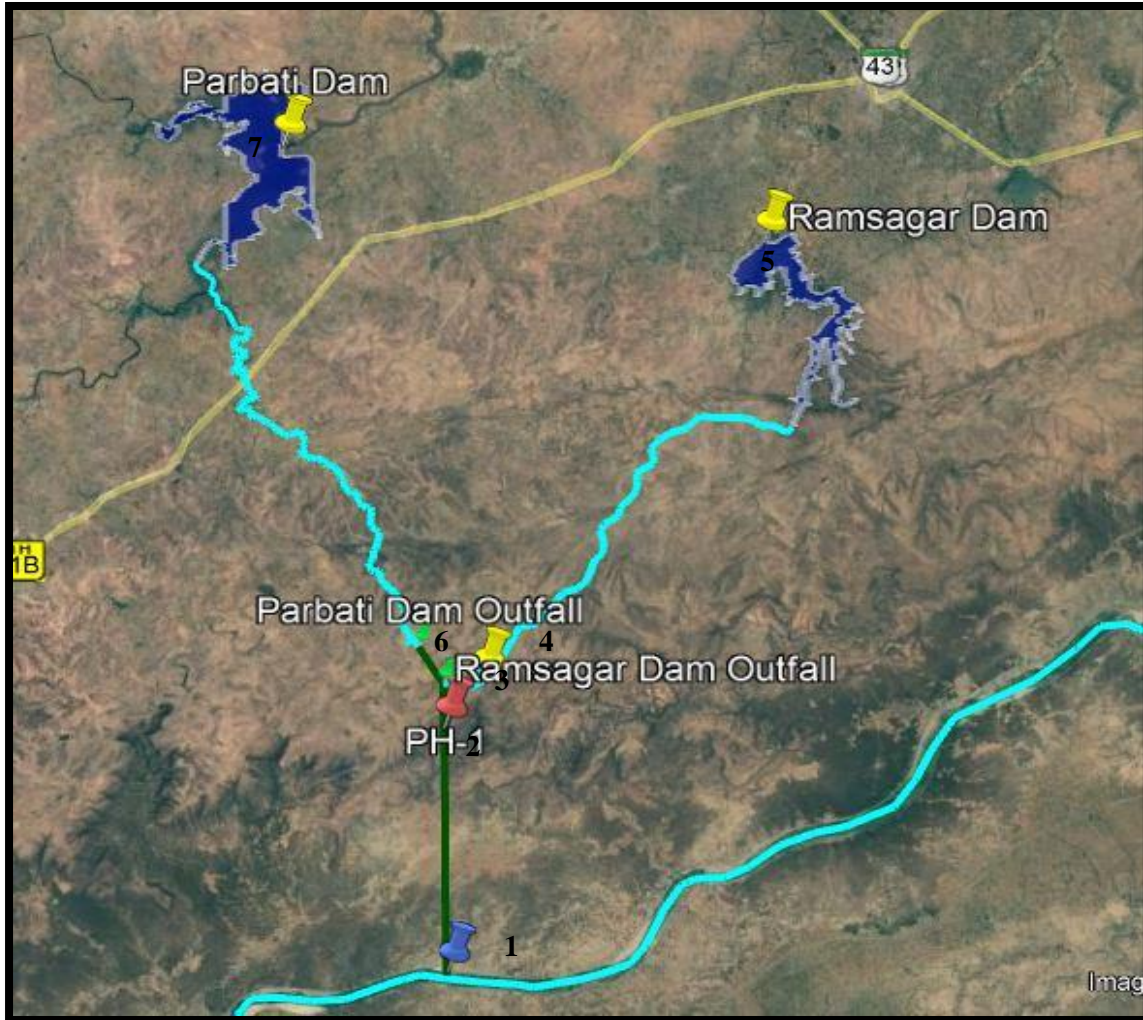 43
Parbati Dam
7
Ramsagar Dam
5
1B
Parbati Dam Outfall
6
4
Ramsagar Dam Outfall
3
PH-1
2
1
Imag